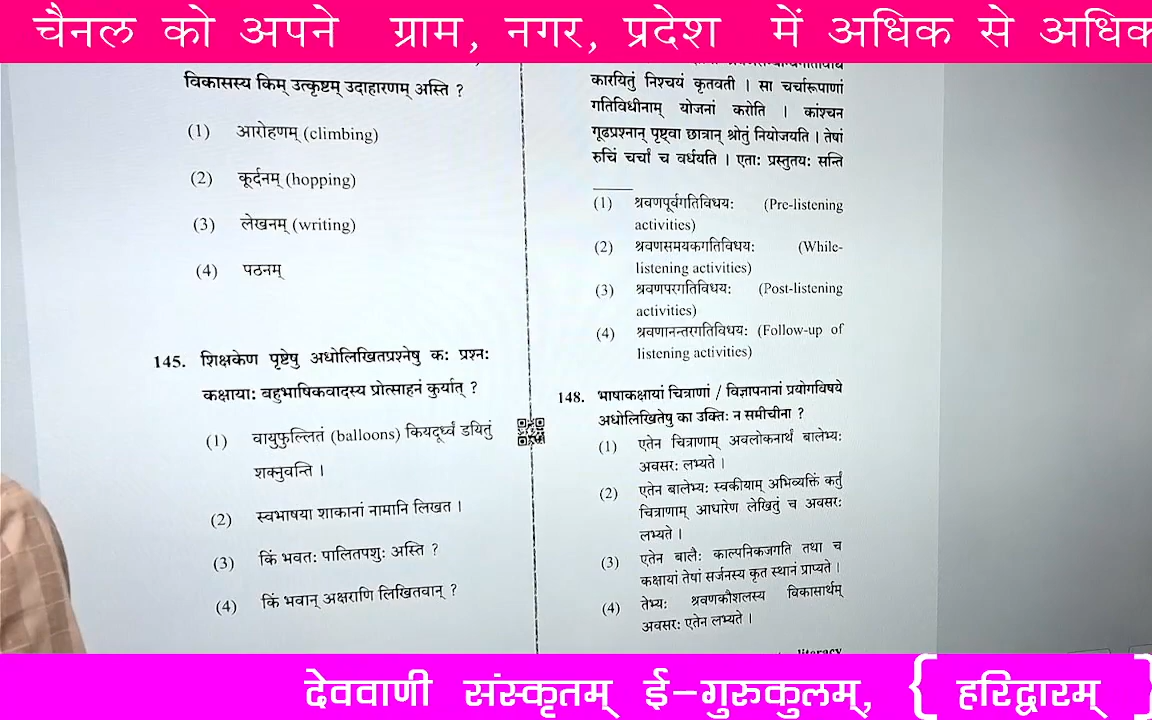 चैनल को अपने ग्राम, नगर, प्रदेश में अधिक से अधिक
विकासस्य किम् उत्कृष्टम् उदाहारणम् अस्ति ?
(1) आरोहणम् (climbing)
(2) कूर्दनम् (hopping)
(3) लेखनम् (writing)
(4) पठनम्
145. शिक्षकेण पृष्टेषु अधोलिखितप्रश्नेषु कः प्रश्नः
कक्षायाः बहुभाषिकवादस्य प्रोत्साहनं कुर्यात् ?
(1) वायुफुल्लितं (balloons) कियदूर्ध्वं डयितुं
शक्नुवन्ति ।
(2) स्वभाषया शाकानां नामानि लिखत ।
(3) किं भवतः पालितपशुः अस्ति ?
(4) किं भवान् अक्षराणि लिखितवान् ?
कारयितुं निश्चयं कृतवती । सा चर्चारूपाणां
गतिविधीनाम् योजनां करोति । कांश्चन
गूढप्रश्नान् पृष्ट्वा छात्रान् श्रोतुं नियोजयति । तेषां
रुचिं चर्चां च वर्धयति । एताः प्रस्तुतयः सन्ति
______
(1) श्रवणपूर्वगतिविधयः (Pre-listening
activities)
(2) श्रवणसमयकगतिविधयः (While-
listening activities)
(3) श्रवणपरगतिविधयः (Post-listening
activities)
(4) श्रवणानन्तरगतिविधयः (Follow-up of
listening activities)
148. भाषाकक्षायां चित्राणां / विज्ञापनानां प्रयोगविषये
अधोलिखितेषु का उक्तिः न समीचीना ?
(1) एतेन चित्राणाम् अवलोकनार्थं बालेभ्यः
अवसरः लभ्यते ।
(2) एतेन बालेभ्यः स्वकीयाम् अभिव्यक्तिं कर्तुं
चित्राणाम् आधारेण लेखितुं च अवसरः
लभ्यते ।
(3) एतेन बालैः काल्पनिकजगति तथा च
कक्षायां तेषां सर्जनस्य कृत स्थानं प्राप्यते ।
(4) तेभ्यः श्रवणकौशलस्य विकासार्थम्
अवसरः एतेन लभ्यते ।
देववाणी संस्कृतम् ई-गुरुकुलम्, { हरिद्वारम् }